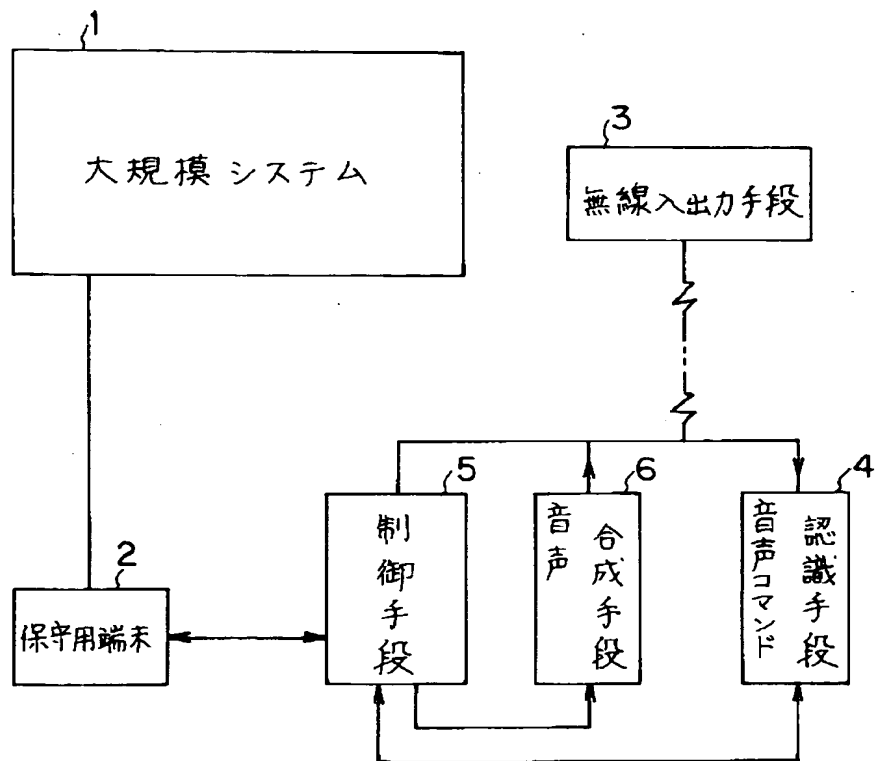 1
大規模システム
3
無線入出力手段
2
保守用端末
5
制御手段
6
音声
合成手段
4
音声コマンド
認識手段